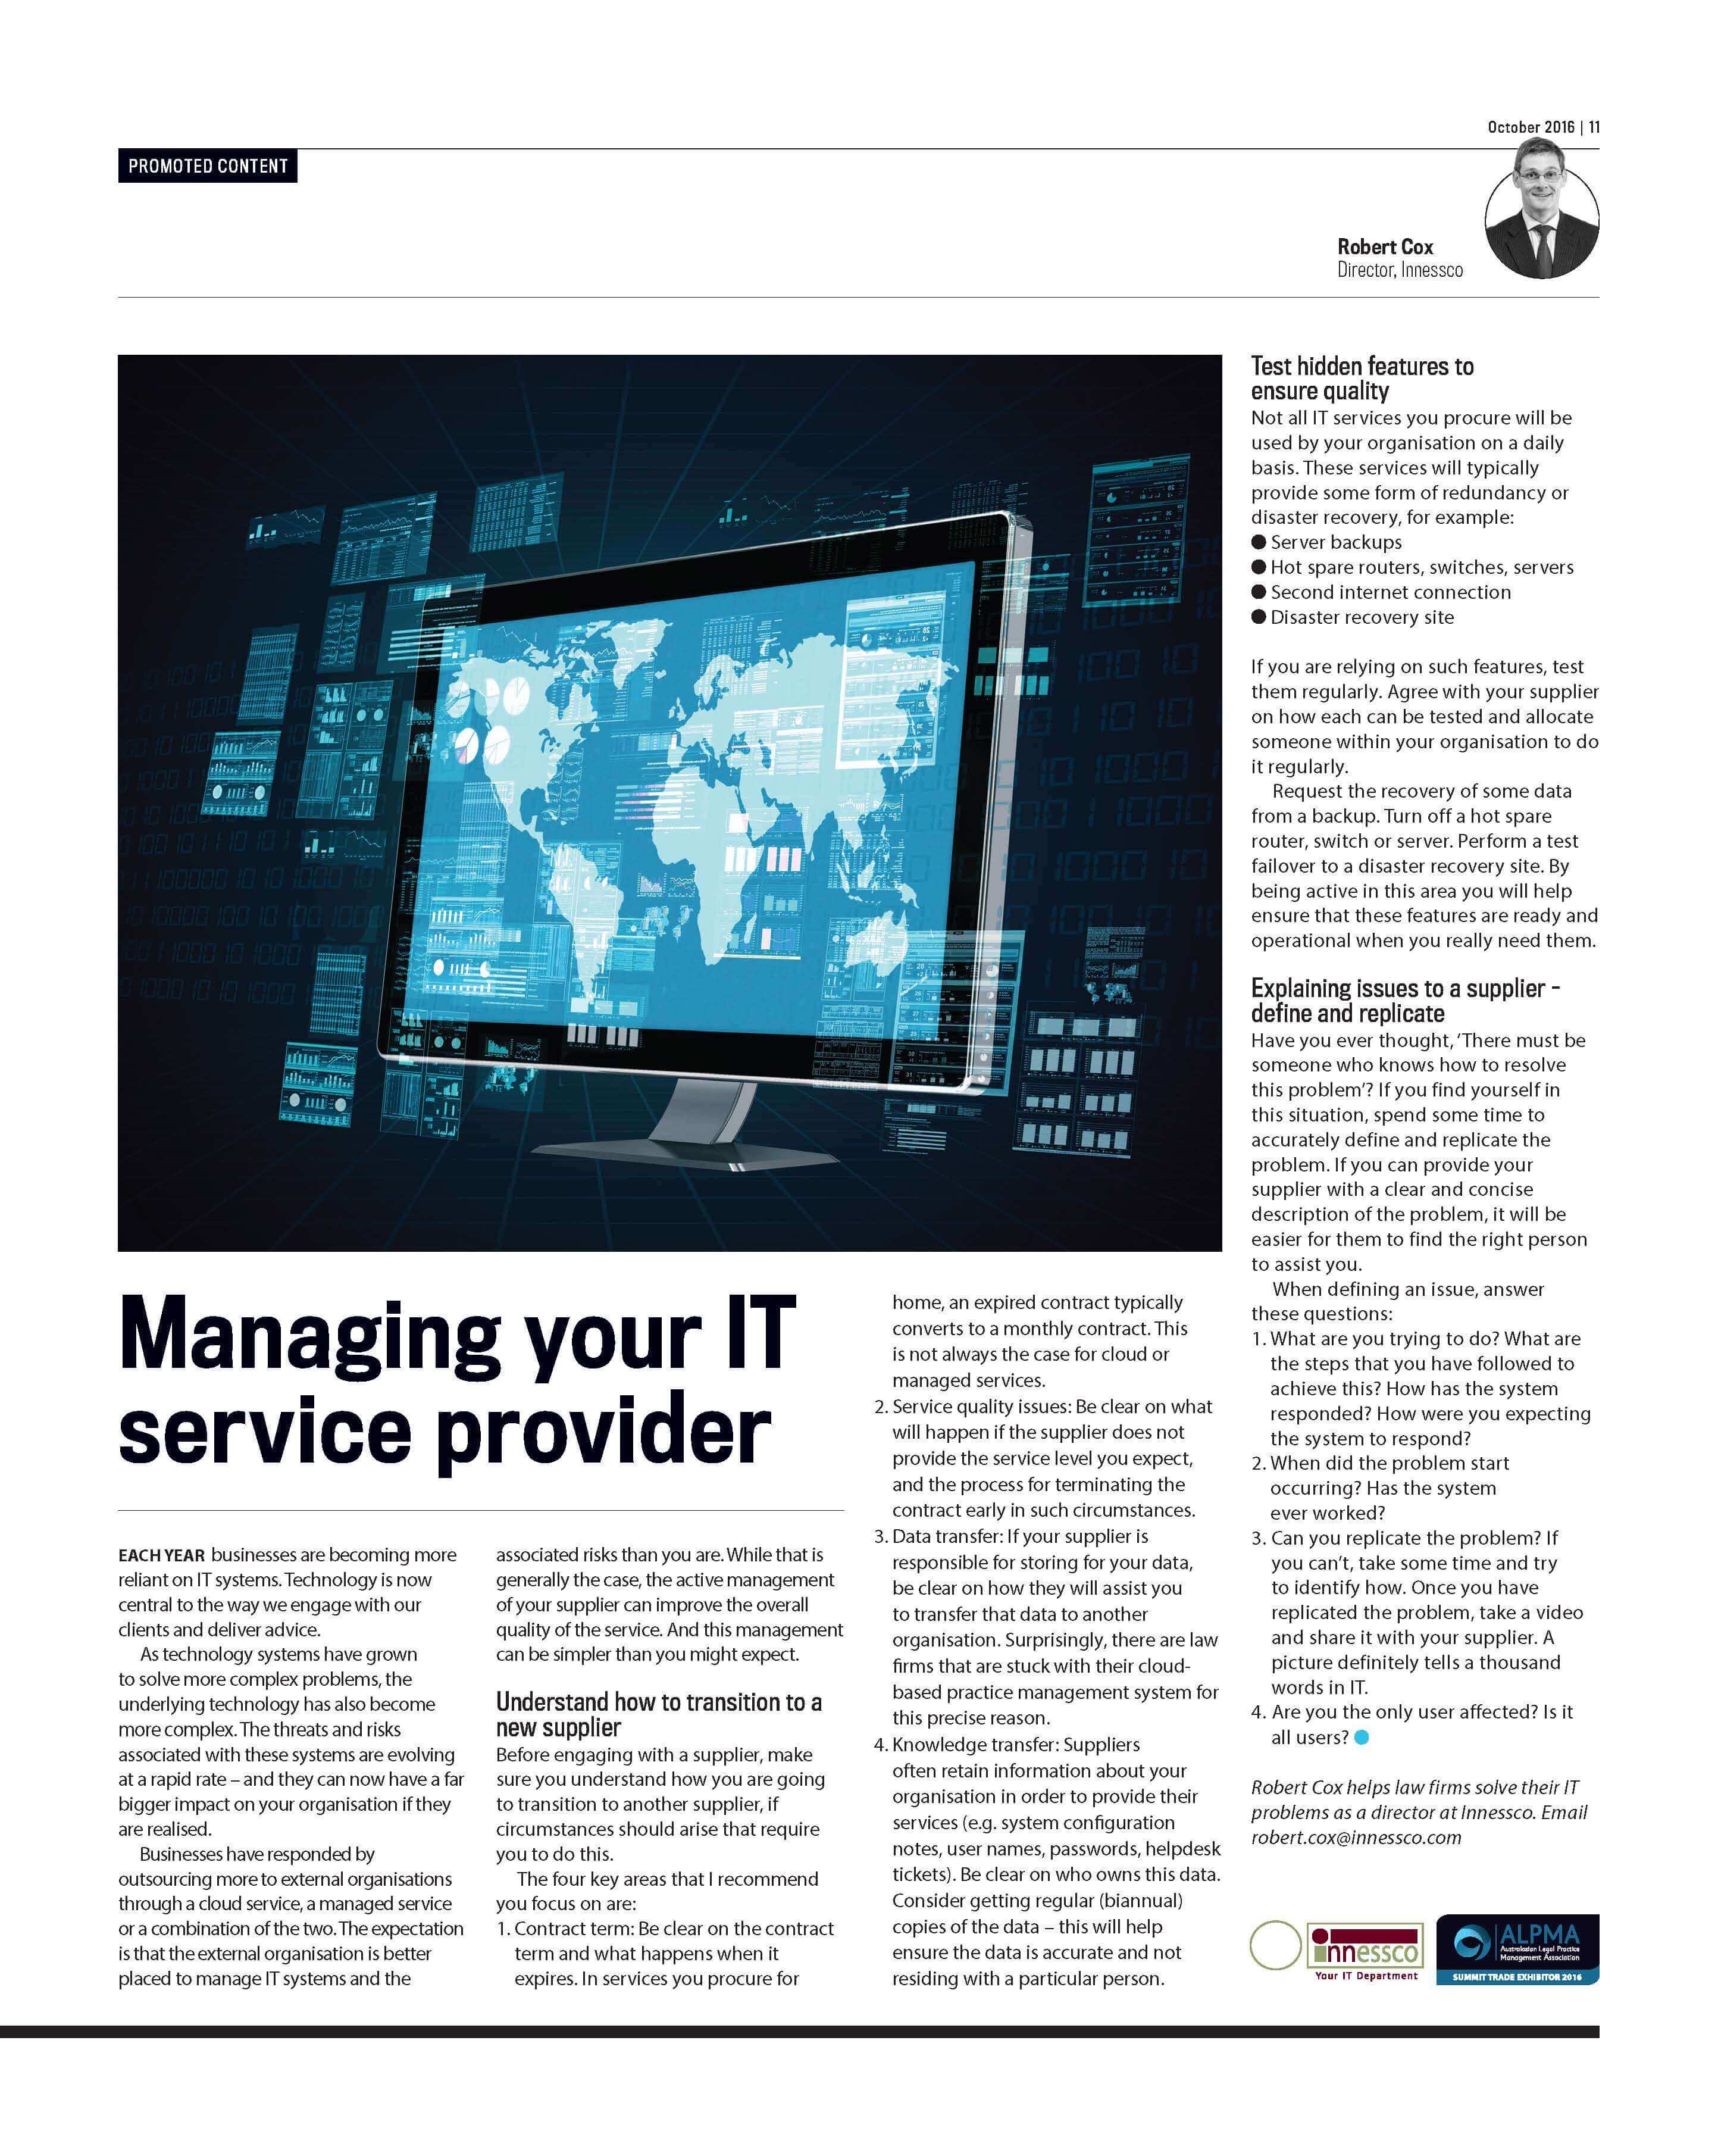 October 2016 | 11
PROMOTED CONTENT
Robert Cox
Director, Innessco
Managing your IT
service provider
EACH YEAR businesses are becoming more
reliant on IT systems. Technology is now
central to the way we engage with our
clients and deliver advice.
As technology systems have grown
to solve more complex problems, the
underlying technology has also become
more complex. The threats and risks
associated with these systems are evolving
at a rapid rate – and they can now have a far
bigger impact on your organisation if they
are realised.
Businesses have responded by
outsourcing more to external organisations
through a cloud service, a managed service
or a combination of the two. The expectation
is that the external organisation is better
placed to manage IT systems and the
associated risks than you are. While that is
generally the case, the active management
of your supplier can improve the overall
quality of the service. And this management
can be simpler than you might expect.
Understand how to transition to a
new supplier
Before engaging with a supplier, make
sure you understand how you are going
to transition to another supplier, if
circumstances should arise that require
you to do this.
The four key areas that I recommend
you focus on are:
1. Contract term: Be clear on the contract
term and what happens when it
expires. In services you procure for
home, an expired contract typically
converts to a monthly contract. This
is not always the case for cloud or
managed services.
2. Service quality issues: Be clear on what
will happen if the supplier does not
provide the service level you expect,
and the process for terminating the
contract early in such circumstances.
3. Data transfer: If your supplier is
responsible for storing for your data,
be clear on how they will assist you
to transfer that data to another
organisation. Surprisingly, there are law
firms that are stuck with their cloud-
based practice management system for
this precise reason.
4. Knowledge transfer: Suppliers
often retain information about your
organisation in order to provide their
services (e.g. system configuration
notes, user names, passwords, helpdesk
tickets). Be clear on who owns this data.
Consider getting regular (biannual)
copies of the data – this will help
ensure the data is accurate and not
residing with a particular person.
Test hidden features to
ensure quality
Not all IT services you procure will be
used by your organisation on a daily
basis. These services will typically
provide some form of redundancy or
disaster recovery, for example:
● Server backups
● Hot spare routers, switches, servers
● Second internet connection
● Disaster recovery site
If you are relying on such features, test
them regularly. Agree with your supplier
on how each can be tested and allocate
someone within your organisation to do
it regularly.
Request the recovery of some data
from a backup. Turn off a hot spare
router, switch or server. Perform a test
failover to a disaster recovery site. By
being active in this area you will help
ensure that these features are ready and
operational when you really need them.
Explaining issues to a supplier -
define and replicate
Have you ever thought, ‘There must be
someone who knows how to resolve
this problem’? If you find yourself in
this situation, spend some time to
accurately define and replicate the
problem. If you can provide your
supplier with a clear and concise
description of the problem, it will be
easier for them to find the right person
to assist you.
When defining an issue, answer
these questions:
1. What are you trying to do? What are
the steps that you have followed to
achieve this? How has the system
responded? How were you expecting
the system to respond?
2. When did the problem start
occurring? Has the system
ever worked?
3. Can you replicate the problem? If
you can’t, take some time and try
to identify how. Once you have
replicated the problem, take a video
and share it with your supplier. A
picture definitely tells a thousand
words in IT.
4. Are you the only user affected? Is it
all users?
Robert Cox helps law firms solve their IT
problems as a director at Innessco. Email
robert.cox@innessco.com
innessco
Your IT Department
ALPMA
Australasian Legal Practice
Management Association
SUMMIT TRADE EXHIBITOR 2016